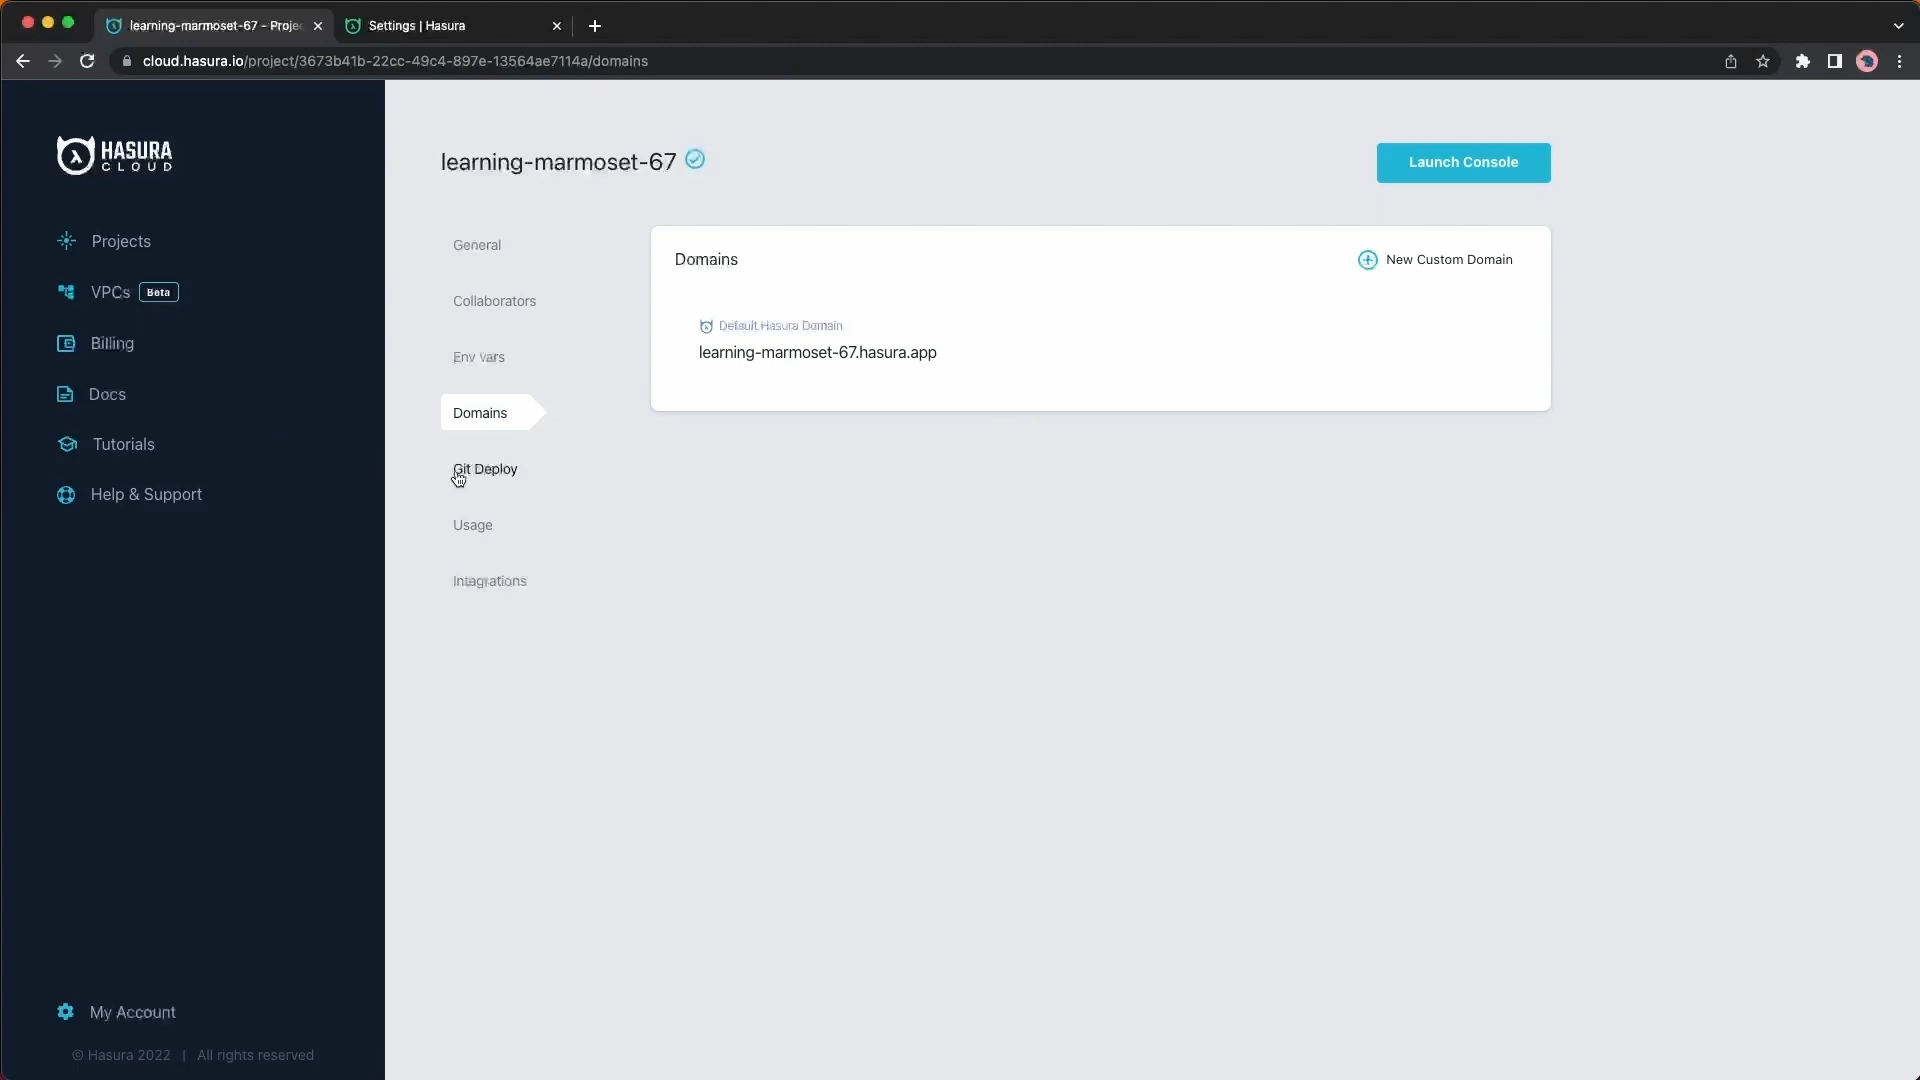 learning-marmoset-67 - Projec
Settings | Hasura
cloud.hasura.io/project/3673b41b-22cc-49c4-897e-13564ae7114a/domains
HASURA
CLOUD
Projects
VPCs Beta
Billing
Docs
Tutorials
Help & Support
My Account
© Hasura 2022 | All rights reserved
learning-marmoset-67
Launch Console
General
Collaborators
Env vars
Domains
Git Deploy
Usage
Integrations
Domains
New Custom Domain
Default Hasura Domain
learning-marmoset-67.hasura.app